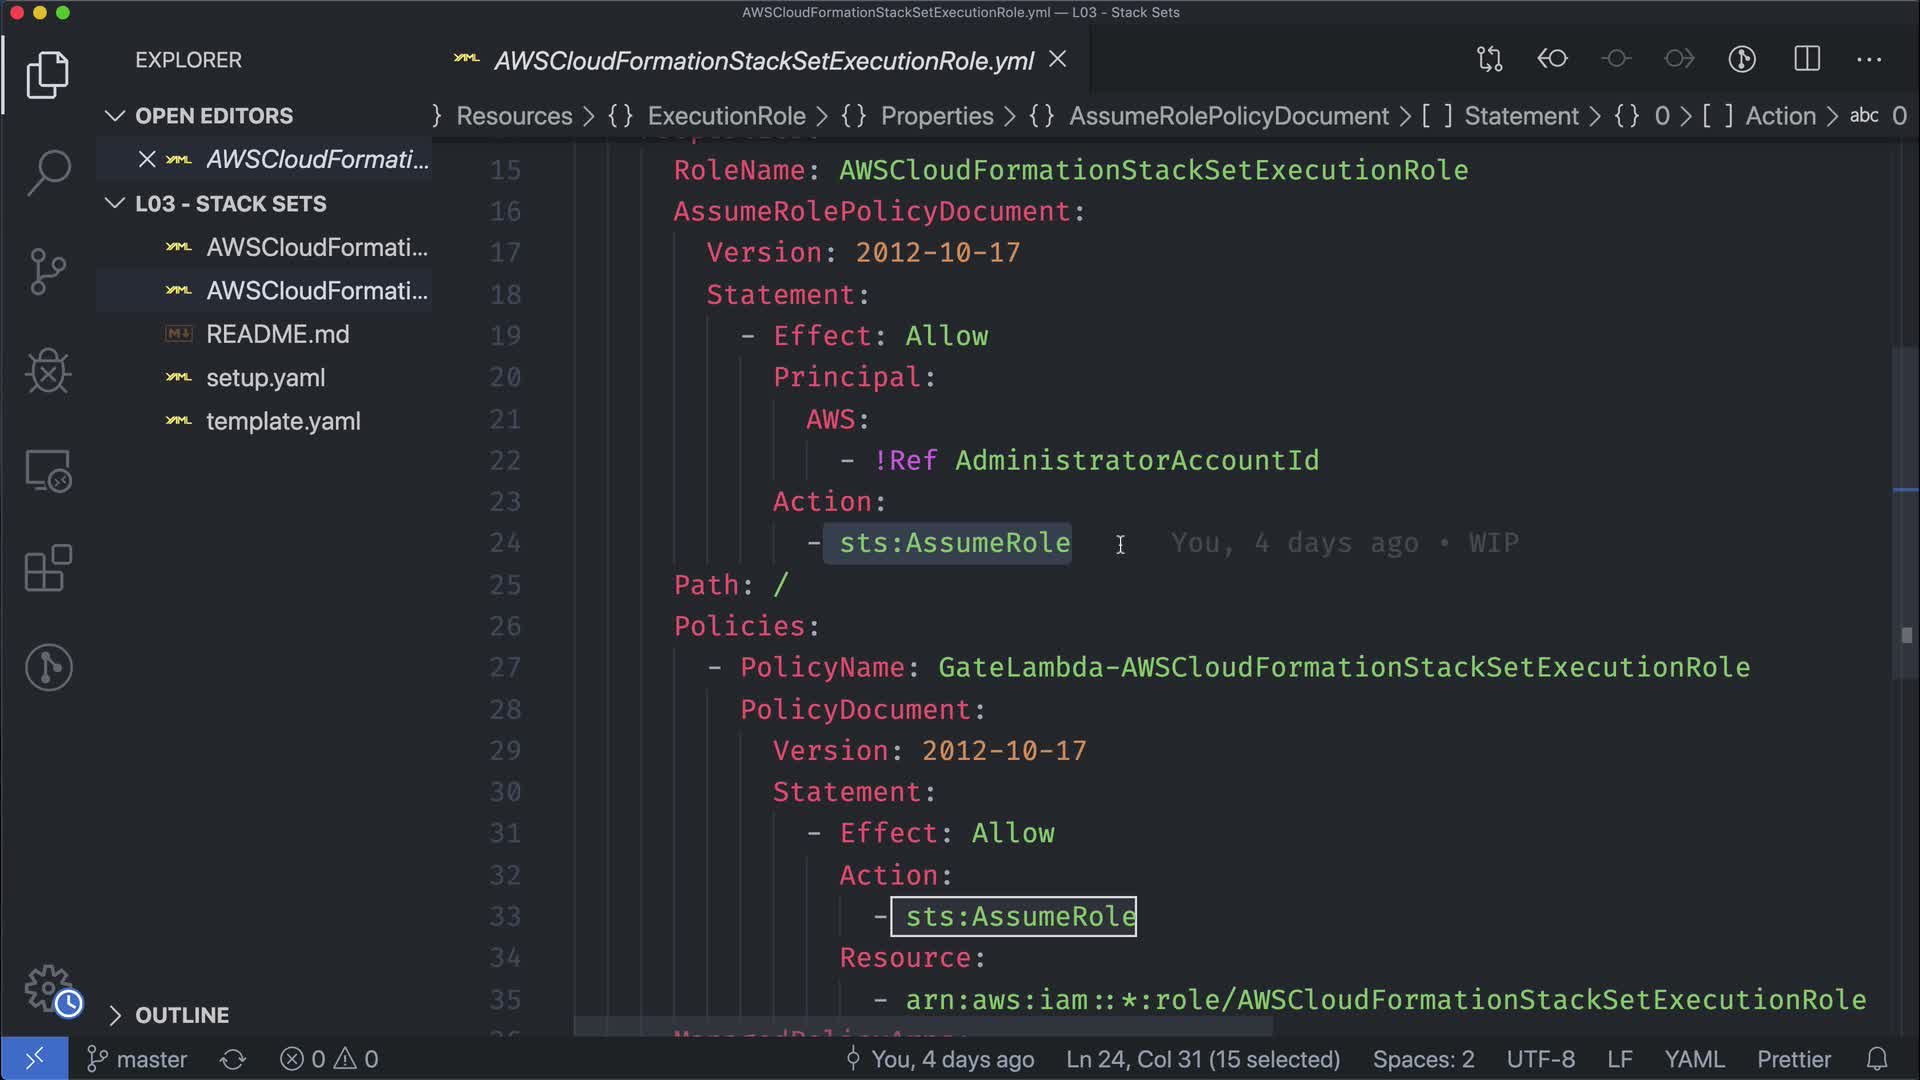 AWSCloudFormationStackSetExecutionRole.yml — L03 - Stack Sets
EXPLORER
OPEN EDITORS
AWSCloudFormati...
L03 - STACK SETS
AWSCloudFormati...
AWSCloudFormati...
README.md
setup.yaml
template.yaml
OUTLINE
AWSCloudFormationStackSetExecutionRole.yml
} Resources > {} ExecutionRole > {} Properties > {} AssumeRolePolicyDocument > [ ] Statement > {} 0 > [ ] Action > abc 0
15 RoleName: AWSCloudFormationStackSetExecutionRole
16 AssumeRolePolicyDocument:
17 Version: 2012-10-17
18 Statement:
19 - Effect: Allow
20 Principal:
21 AWS:
22 - !Ref AdministratorAccountId
23 Action:
24 - sts:AssumeRole You, 4 days ago • WIP
25 Path: /
26 Policies:
27 - PolicyName: GateLambda-AWSCloudFormationStackSetExecutionRole
28 PolicyDocument:
29 Version: 2012-10-17
30 Statement:
31 - Effect: Allow
32 Action:
33 - sts:AssumeRole
34 Resource:
35 - arn:aws:iam::*:role/AWSCloudFormationStackSetExecutionRole
master 0 0 You, 4 days ago Ln 24, Col 31 (15 selected) Spaces: 2 UTF-8 LF YAML Prettier